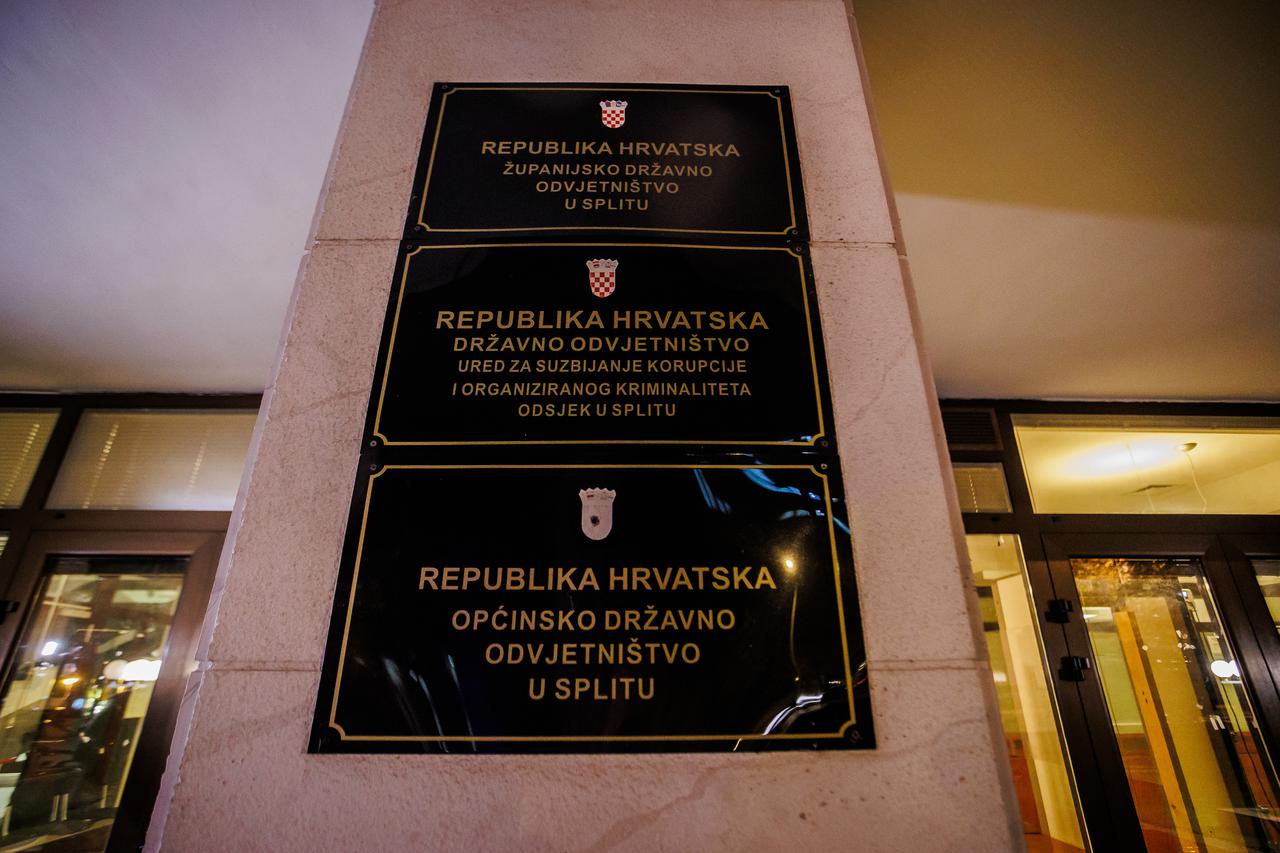 REPUBLIKA HRVATSKA
ŽUPANIJSKO DRŽAVNO
ODVJETNIŠTVO
U SPLITU
REPUBLIKA HRVATSKA
DRŽAVNO ODVJETNIŠTVO
URED ZA SUZBIJANJE KORUPCIJE
I ORGANIZIRANOG KRIMINALITETA
ODSJEK U SPLITU
REPUBLIKA HRVATSKA
OPĆINSKO DRŽAVNO
ODVJETNIŠTVO
U SPLITU